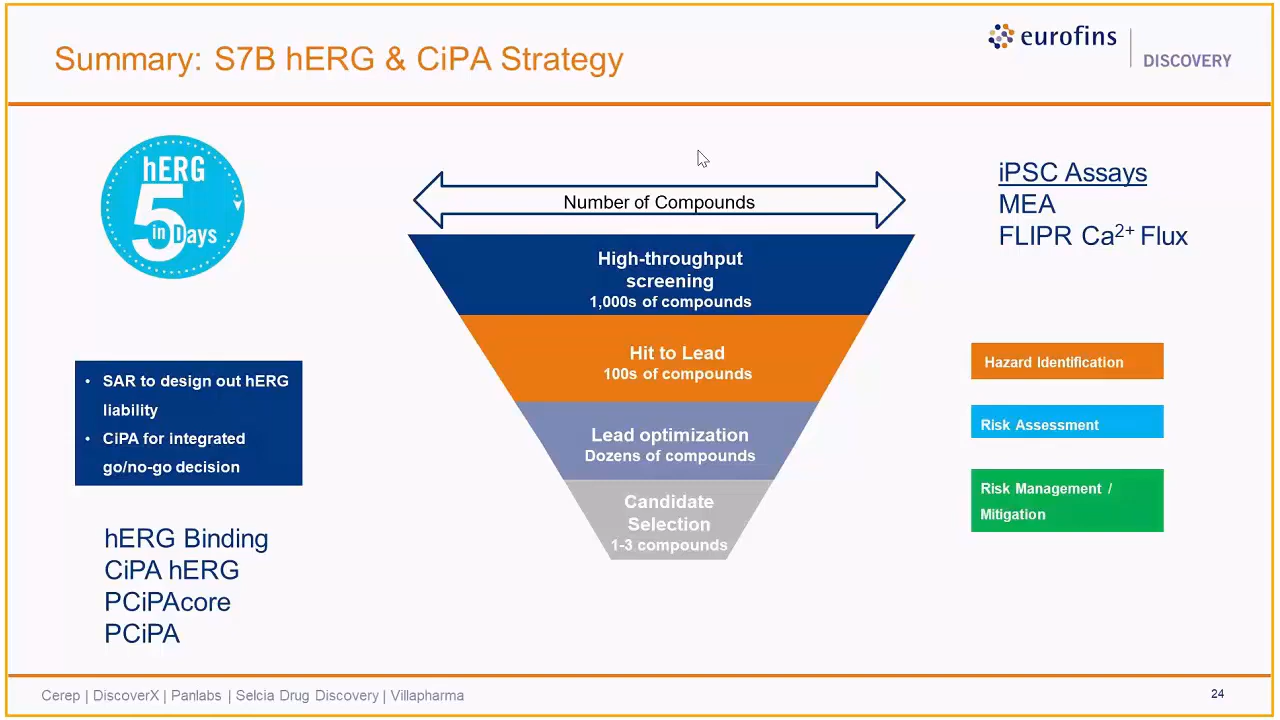 Summary: S7B hERG & CiPA Strategy
eurofins
DISCOVERY
hERG
5
in Days
Number of Compounds
High-throughput
screening
1,000s of compounds
Hit to Lead
100s of compounds
Lead optimization
Dozens of compounds
Candidate
Selection
1-3 compounds
iPSC Assays
MEA
FLIPR Ca²⁺ Flux
• SAR to design out hERG
liability
• CiPA for integrated
go/no-go decision
Hazard Identification
Risk Assessment
Risk Management /
Mitigation
hERG Binding
CiPA hERG
PCiPAcore
PCiPA
Cerep | DiscoverX | Panlabs | Selcia Drug Discovery | Villapharma
24